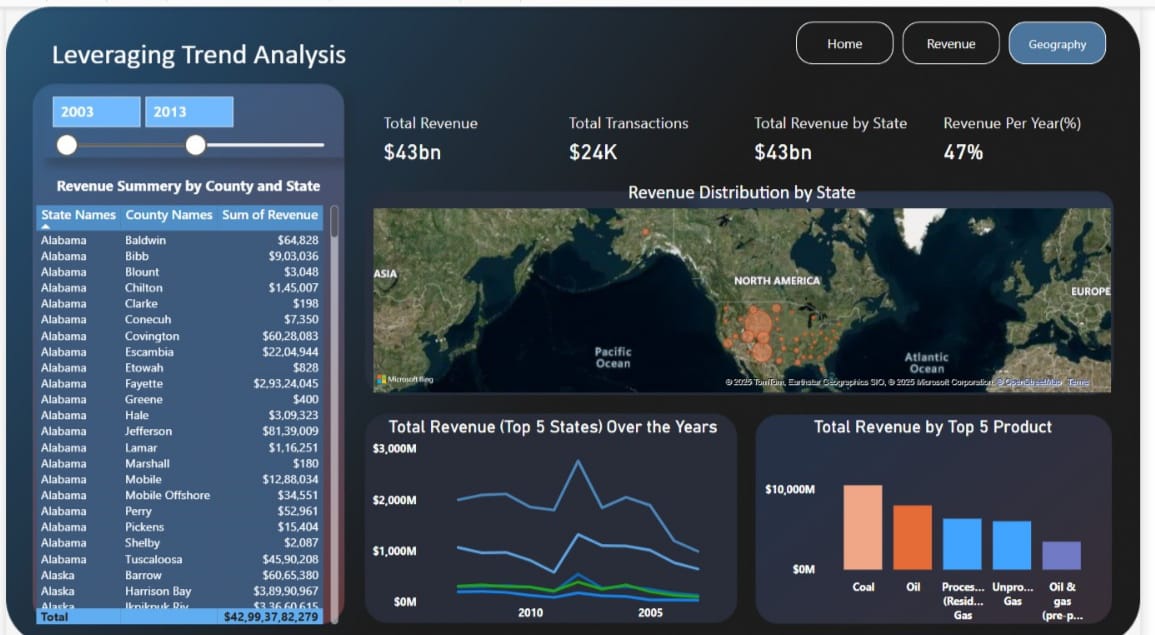 Leveraging Trend Analysis
Home
Revenue
Geography
2003
2013
Total Revenue
$43bn
Total Transactions
$24K
Total Revenue by State
$43bn
Revenue Per Year(%)
47%
Revenue Summery by County and State
State Names County Names Sum of Revenue
Alabama Baldwin $64,828
Alabama Bibb $9,03,036
Alabama Blount $3,048
Alabama Chilton $1,45,007
Alabama Clarke $198
Alabama Conecuh $7,350
Alabama Covington $60,28,083
Alabama Escambia $22,04,944
Alabama Etowah $828
Alabama Fayette $2,93,24,045
Alabama Greene $400
Alabama Hale $3,09,323
Alabama Jefferson $81,39,009
Alabama Lamar $1,16,251
Alabama Marshall $180
Alabama Mobile $12,88,034
Alabama Mobile Offshore $34,551
Alabama Perry $52,961
Alabama Pickens $15,404
Alabama Shelby $2,087
Alabama Tuscaloosa $45,90,208
Alaska Barrow $60,65,380
Alaska Harrison Bay $3,89,90,967
Alaska Ikpikpuk Riv $3,36,60,615
Total $42,99,37,82,279
Revenue Distribution by State
ASIA
NORTH AMERICA
EUROPE
Pacific
Ocean
Atlantic
Ocean
Microsoft Bing
© 2025 TomTom, Earthstar Geographics SIO, © 2025 Microsoft Corporation, © OpenStreetMap Terms
Total Revenue (Top 5 States) Over the Years
$3,000M
$2,000M
$1,000M
$0M
2010
2005
Total Revenue by Top 5 Product
$10,000M
$0M
Coal
Oil
Proces...
(Resid...
Gas
Unpro...
Gas
Oil &
gas
(pre-p...